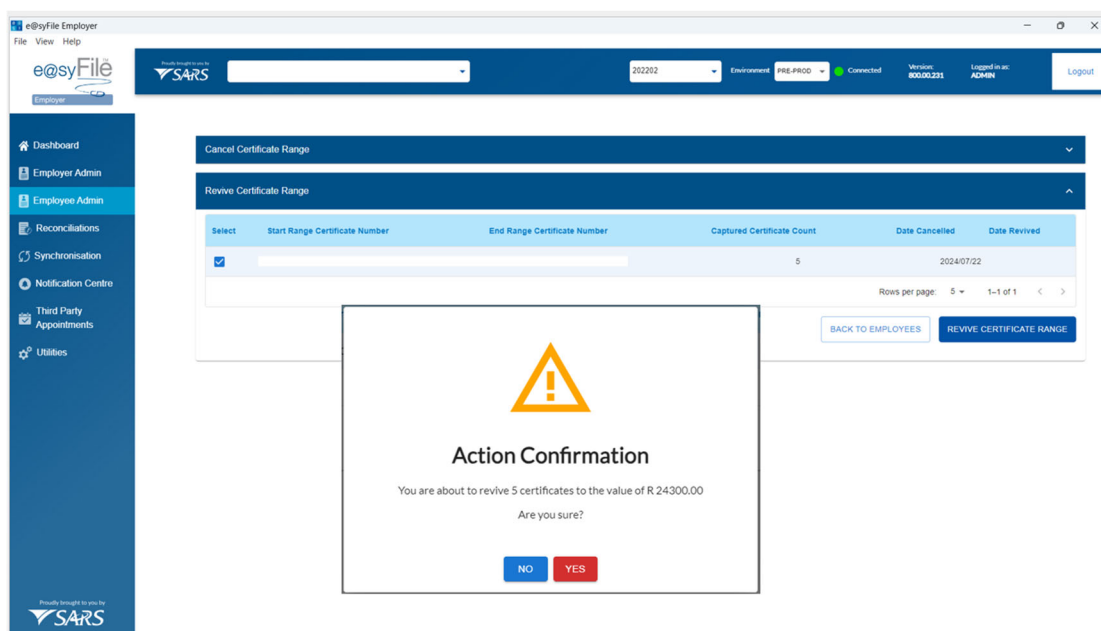 e@syFile Employer
File View Help
e@syFile
Employer
Proudly brought to you by
SARS
202202
Environment PRE-PROD Connected
Version: 800.00.231
Logged in as: ADMIN
Logout
Dashboard
Employer Admin
Employee Admin
Reconciliations
Synchronisation
Notification Centre
Third Party
Appointments
Utilities
Proudly brought to you by
SARS
Cancel Certificate Range
Revive Certificate Range
Select Start Range Certificate Number End Range Certificate Number Captured Certificate Count Date Cancelled Date Revived
5 2024/07/22
Rows per page: 5 1–1 of 1
BACK TO EMPLOYEES REVIVE CERTIFICATE RANGE
Action Confirmation
You are about to revive 5 certificates to the value of R 24300.00
Are you sure?
NO YES